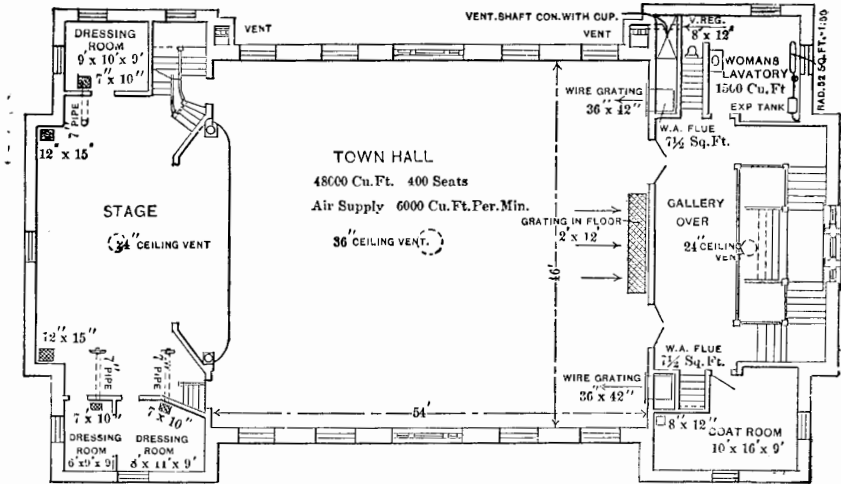 VENT
VENT. SHAFT CON. WITH CUP.
VENT
V. REG.
8" x 12"
DRESSING
ROOM
9' x 10' x 9'
7" x 10"
7" PIPE
12" x 15"
STAGE
24" CEILING VENT
12" x 15"
7" PIPE
7" PIPE
7" x 10"
7" x 10"
DRESSING
ROOM
6' x 9' x 9'
DRESSING
ROOM
8' x 11' x 9'
TOWN HALL
48000 Cu. Ft. 400 Seats
Air Supply 6000 Cu. Ft. Per. Min.
36" CEILING VENT.
54'
46'
WIRE GRATING
36" x 42"
GRATING IN FLOOR
2' x 12'
WIRE GRATING
36" x 42"
WOMANS
LAVATORY
1500 Cu. Ft
EXP TANK
RAD. 52 SQ. FT.
W.A. FLUE
7½ Sq. Ft.
GALLERY
OVER
24" CEILING
VENT
W.A. FLUE
7½ Sq. Ft.
8" x 12"
COAT ROOM
10' x 16' x 9'